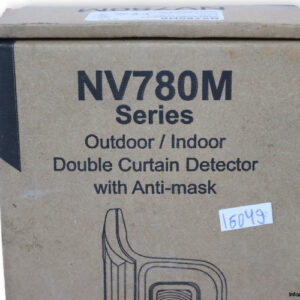 NV780M
Series
Outdoor / Indoor
Double Curtain Detector
with Anti-mask
16049